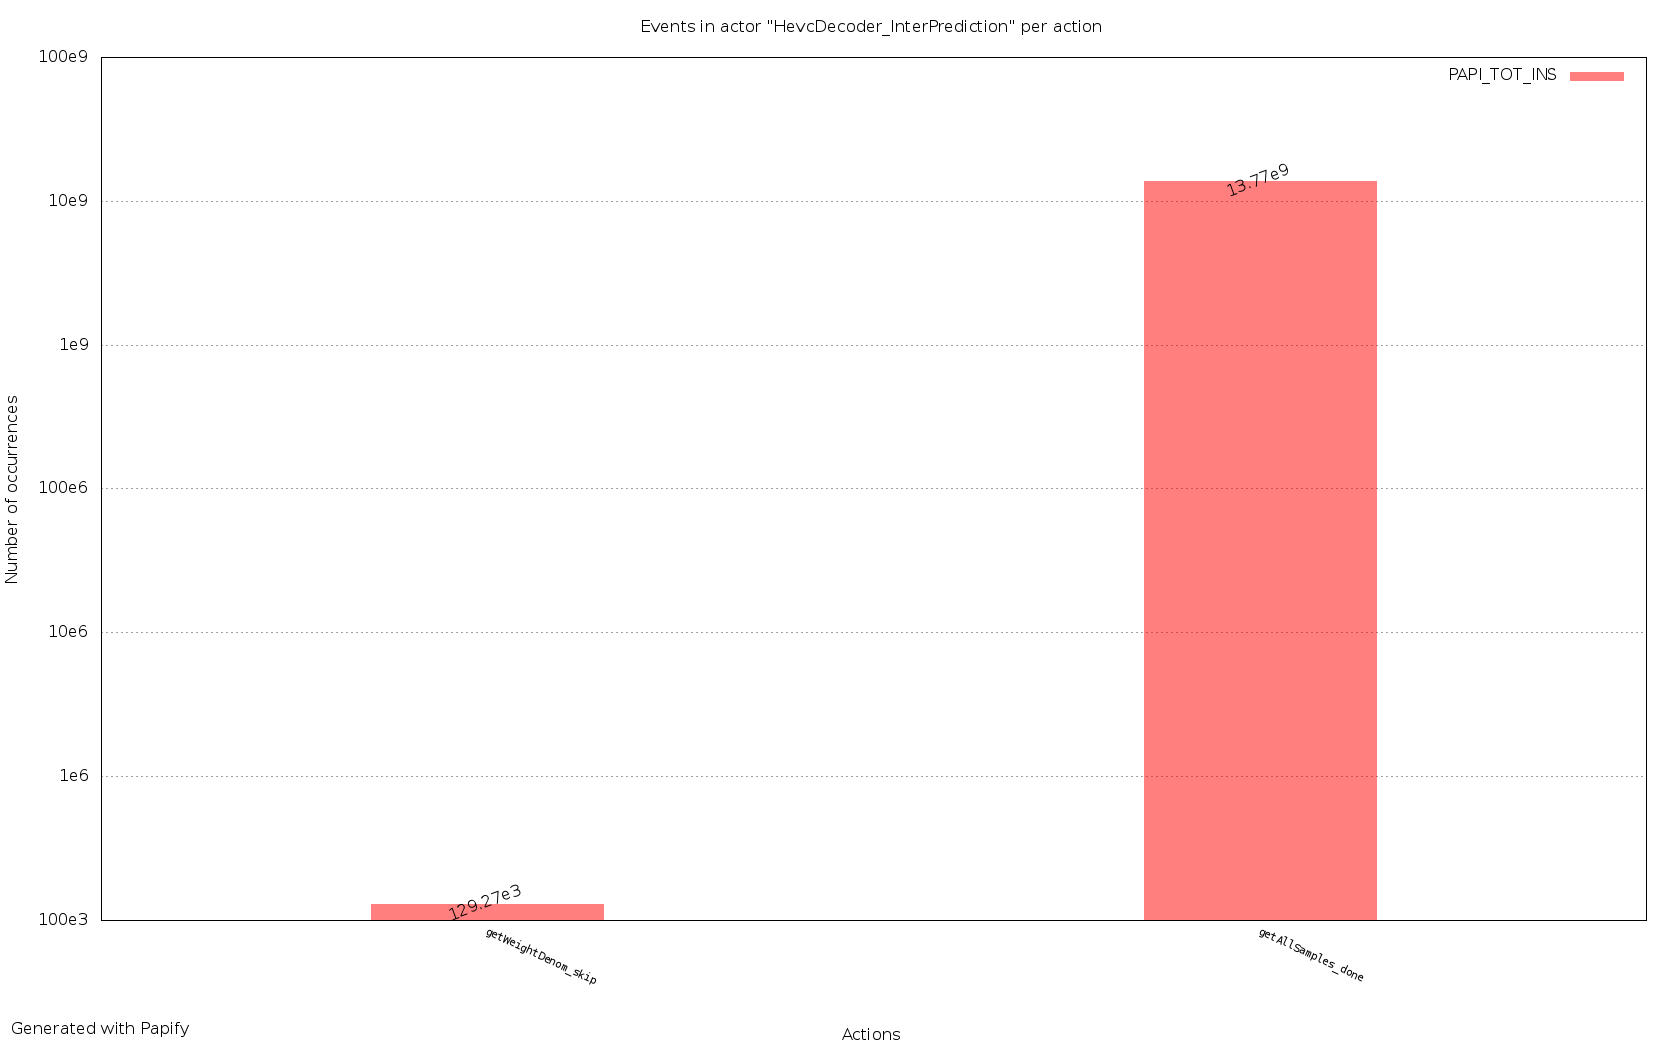 Events in actor "HevcDecoder_InterPrediction" per action
PAPI_TOT_INS
100e9
10e9
1e9
100e6
10e6
1e6
100e3
Number of occurrences
129.27e3
13.77e9
getWeightDenom_skip
getAllSamples_done
Actions
Generated with Papify